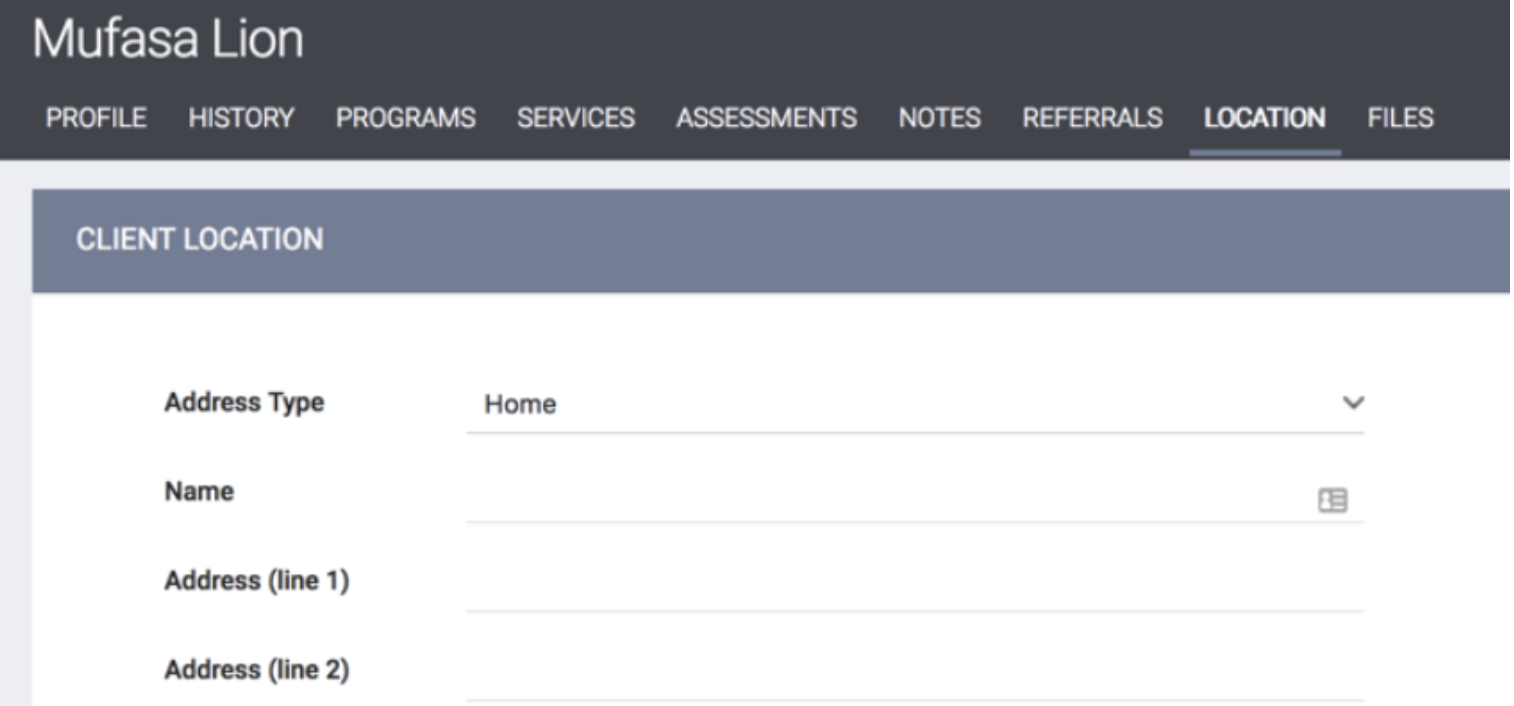 Mufasa Lion
PROFILE HISTORY PROGRAMS SERVICES ASSESSMENTS NOTES REFERRALS LOCATION FILES
CLIENT LOCATION
Address Type Home
Name
Address (line 1)
Address (line 2)